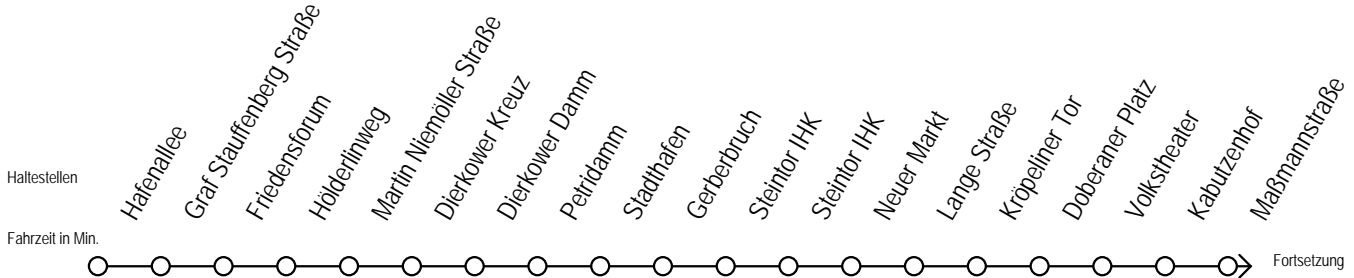 Haltestellen
Hafenallee
Graf Stauffenberg Straße
Friedensforum
Hölderlinweg
Martin Niemöller Straße
Dierkower Kreuz
Dierkower Damm
Petridamm
Stadthafen
Gerberbruch
Steintor IHK
Steintor IHK
Neuer Markt
Lange Straße
Kröpeliner Tor
Doberaner Platz
Volkstheater
Kabutzenhof
Maßmannstraße
Fahrzeit in Min.
Fortsetzung